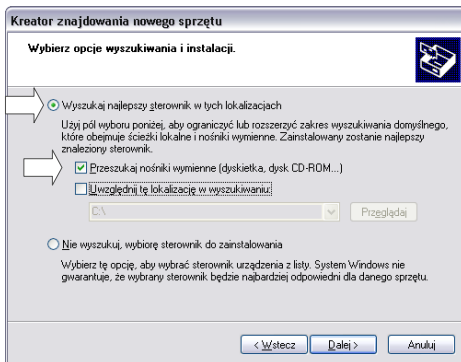 Kreator znajdowania nowego sprzętu
Wybierz opcje wyszukiwania i instalacji.
Wyszukaj najlepszy sterownik w tych lokalizacjach
Użyj pól wyboru poniżej, aby ograniczyć lub rozszerzyć zakres wyszukiwania domyślnego,
które obejmuje ścieżki lokalne i nośniki wymienne. Zainstalowany zostanie najlepszy
znaleziony sterownik.
Przeszukaj nośniki wymienne (dyskietka, dysk CD-ROM...)
Uwzględnij tę lokalizację w wyszukiwaniu:
C:\
Przeglądaj
Nie wyszukuj, wybiorę sterownik do zainstalowania
Wybierz tę opcję, aby wybrać sterownik urządzenia z listy. System Windows nie
gwarantuje, że wybrany sterownik będzie najbardziej odpowiedni dla danego sprzętu.
< Wstecz
Dalej >
Anuluj